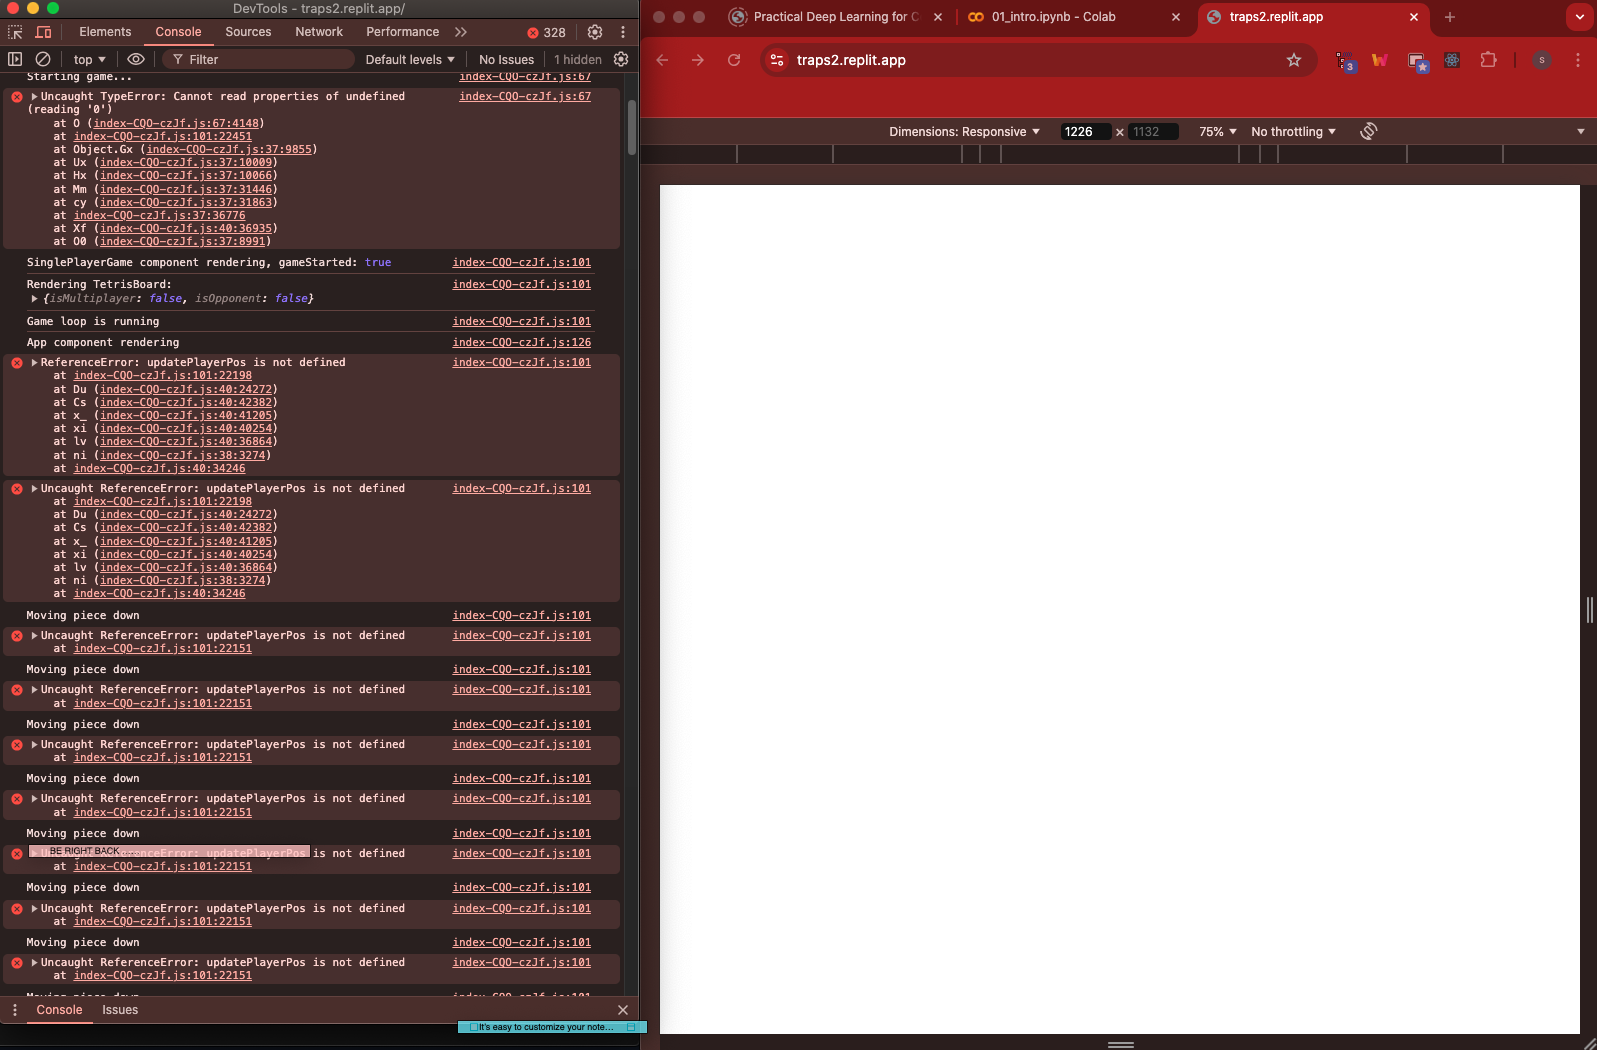 DevTools - traps2.replit.app/
Elements Console Sources Network Performance 328
top Filter Default levels No Issues 1 hidden
Starting game... index-CQO-czJf.js:67
Uncaught TypeError: Cannot read properties of undefined index-CQO-czJf.js:67
(reading '0')
at O (index-CQO-czJf.js:67:4148)
at index-CQO-czJf.js:101:22451
at Object.Gx (index-CQO-czJf.js:37:9855)
at Ux (index-CQO-czJf.js:37:10009)
at Hx (index-CQO-czJf.js:37:10066)
at Mm (index-CQO-czJf.js:37:31446)
at cy (index-CQO-czJf.js:37:31863)
at index-CQO-czJf.js:37:36776
at Xf (index-CQO-czJf.js:40:36935)
at O0 (index-CQO-czJf.js:37:8991)
SinglePlayerGame component rendering, gameStarted: true index-CQO-czJf.js:101
Rendering TetrisBoard: index-CQO-czJf.js:101
{isMultiplayer: false, isOpponent: false}
Game loop is running index-CQO-czJf.js:101
App component rendering index-CQO-czJf.js:126
ReferenceError: updatePlayerPos is not defined index-CQO-czJf.js:101
at index-CQO-czJf.js:101:22198
at Du (index-CQO-czJf.js:40:24272)
at Cs (index-CQO-czJf.js:40:42382)
at x_ (index-CQO-czJf.js:40:41205)
at xi (index-CQO-czJf.js:40:40254)
at lv (index-CQO-czJf.js:40:36864)
at ni (index-CQO-czJf.js:38:3274)
at index-CQO-czJf.js:40:34246
Uncaught ReferenceError: updatePlayerPos is not defined index-CQO-czJf.js:101
at index-CQO-czJf.js:101:22198
at Du (index-CQO-czJf.js:40:24272)
at Cs (index-CQO-czJf.js:40:42382)
at x_ (index-CQO-czJf.js:40:41205)
at xi (index-CQO-czJf.js:40:40254)
at lv (index-CQO-czJf.js:40:36864)
at ni (index-CQO-czJf.js:38:3274)
at index-CQO-czJf.js:40:34246
Moving piece down index-CQO-czJf.js:101
Uncaught ReferenceError: updatePlayerPos is not defined index-CQO-czJf.js:101
at index-CQO-czJf.js:101:22151
Moving piece down index-CQO-czJf.js:101
Uncaught ReferenceError: updatePlayerPos is not defined index-CQO-czJf.js:101
at index-CQO-czJf.js:101:22151
Moving piece down index-CQO-czJf.js:101
Uncaught ReferenceError: updatePlayerPos is not defined index-CQO-czJf.js:101
at index-CQO-czJf.js:101:22151
Moving piece down index-CQO-czJf.js:101
Uncaught ReferenceError: updatePlayerPos is not defined index-CQO-czJf.js:101
at index-CQO-czJf.js:101:22151
Moving piece down index-CQO-czJf.js:101
BE RIGHT BACK
updatePlayerPos is not defined index-CQO-czJf.js:101
at index-CQO-czJf.js:101:22151
Moving piece down index-CQO-czJf.js:101
Uncaught ReferenceError: updatePlayerPos is not defined index-CQO-czJf.js:101
at index-CQO-czJf.js:101:22151
Moving piece down index-CQO-czJf.js:101
Uncaught ReferenceError: updatePlayerPos is not defined index-CQO-czJf.js:101
at index-CQO-czJf.js:101:22151
Moving piece down index-CQO-czJf.js:101
Console Issues
It's easy to customize your note...
Practical Deep Learning for C
01_intro.ipynb - Colab
traps2.replit.app
traps2.replit.app
3
S
Dimensions: Responsive 1226 × 1132 75% No throttling